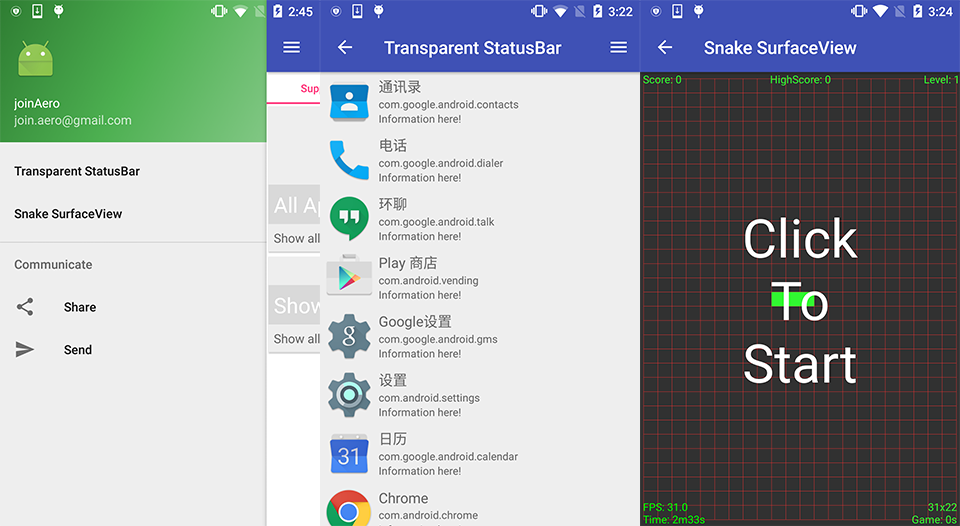 joinAero
join.aero@gmail.com
Transparent StatusBar
Snake SurfaceView
Communicate
Share
Send
2:45
Sup
All Ap
Show all
Show
Show all
3:22
Transparent StatusBar
通讯录
com.google.android.contacts
Information here!
电话
com.google.android.dialer
Information here!
环聊
com.google.android.talk
Information here!
Play 商店
com.android.vending
Information here!
Google设置
com.google.android.gms
Information here!
设置
com.android.settings
Information here!
31
日历
com.google.android.calendar
Information here!
Chrome
com.android.chrome
3:24
Snake SurfaceView
Score: 0 HighScore: 0 Level: 1
Click
To
Start
FPS: 31.0 31x22
Time: 2m33s Game: 0s